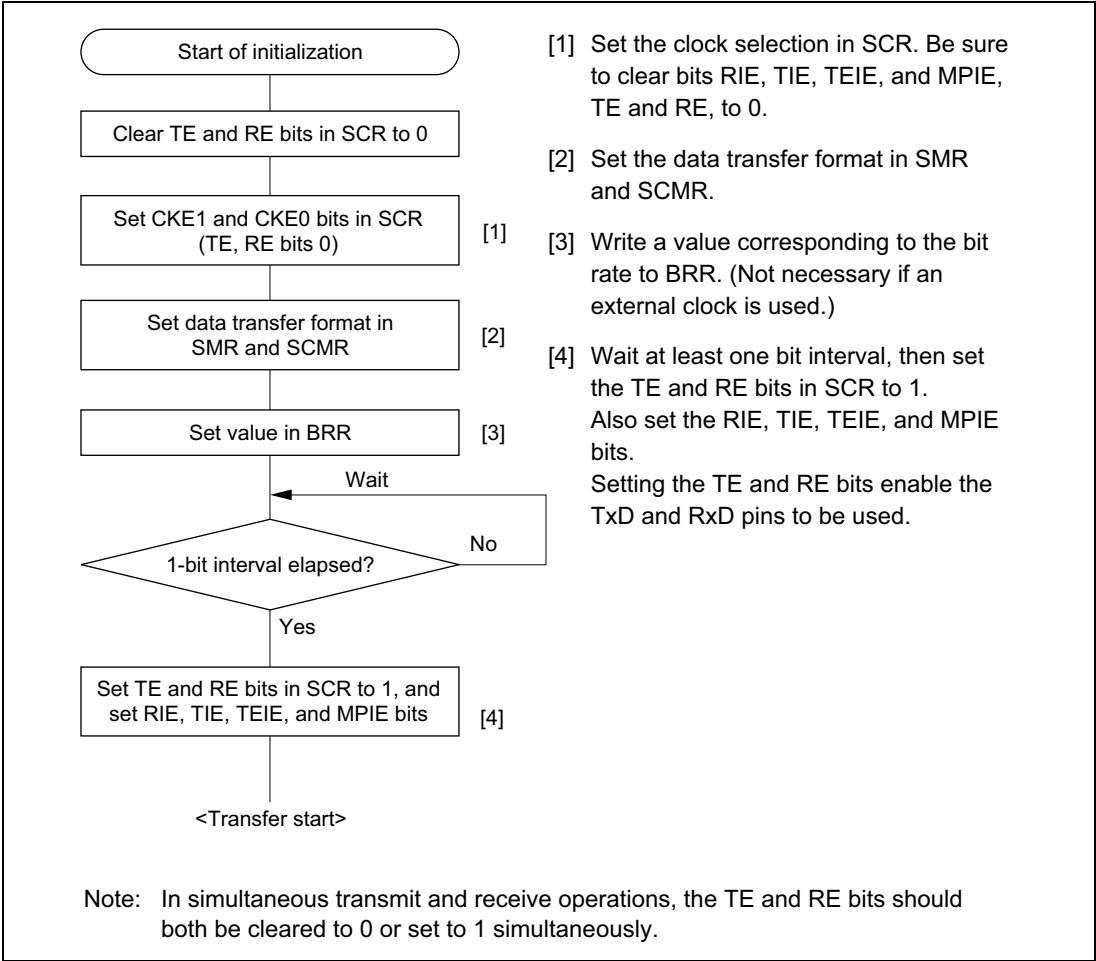 Start of initialization
Clear TE and RE bits in SCR to 0
Set CKE1 and CKE0 bits in SCR
(TE, RE bits 0)
[1]
Set data transfer format in
SMR and SCMR
[2]
Set value in BRR
[3]
Wait
No
1-bit interval elapsed?
Yes
Set TE and RE bits in SCR to 1, and
set RIE, TIE, TEIE, and MPIE bits
[4]
<Transfer start>
[1] Set the clock selection in SCR. Be sure
to clear bits RIE, TIE, TEIE, and MPIE,
TE and RE, to 0.
[2] Set the data transfer format in SMR
and SCMR.
[3] Write a value corresponding to the bit
rate to BRR. (Not necessary if an
external clock is used.)
[4] Wait at least one bit interval, then set
the TE and RE bits in SCR to 1.
Also set the RIE, TIE, TEIE, and MPIE
bits.
Setting the TE and RE bits enable the
TxD and RxD pins to be used.
Note: In simultaneous transmit and receive operations, the TE and RE bits should
both be cleared to 0 or set to 1 simultaneously.